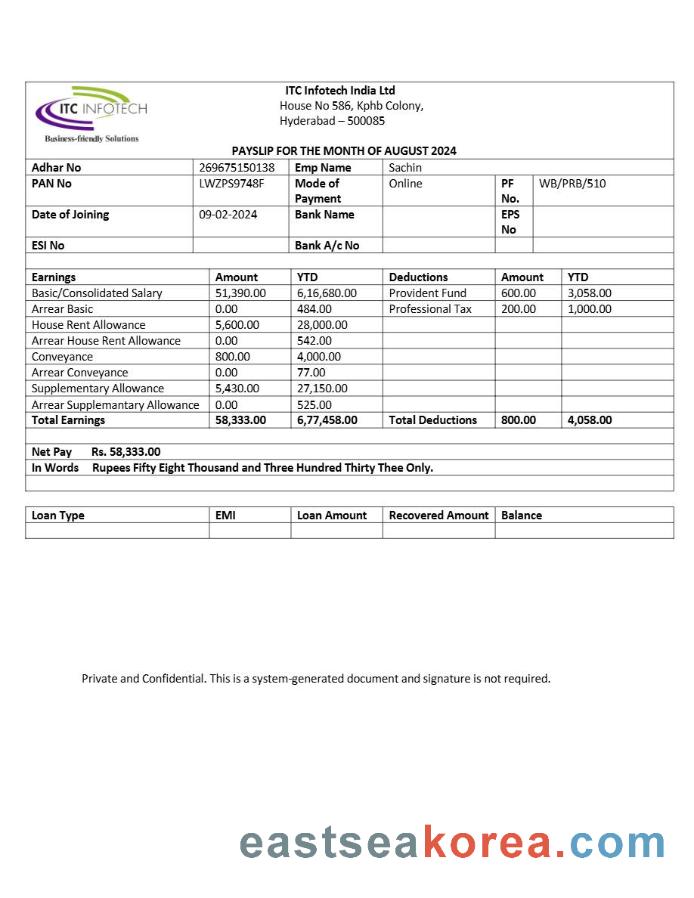 ITC INFOTECH
Business-friendly Solutions
ITC Infotech India Ltd
House No 586, Kphb Colony,
Hyderabad – 500085
PAYSLIP FOR THE MONTH OF AUGUST 2024
Adhar No 269675150138 Emp Name Sachin
PAN No LWZPS9748F Mode of Payment Online PF No. WB/PRB/510
Date of Joining 09-02-2024 Bank Name EPS No
ESI No Bank A/c No
Earnings Amount YTD Deductions Amount YTD
Basic/Consolidated Salary 51,390.00 6,16,680.00 Provident Fund 600.00 3,058.00
Arrear Basic 0.00 484.00 Professional Tax 200.00 1,000.00
House Rent Allowance 5,600.00 28,000.00
Arrear House Rent Allowance 0.00 542.00
Conveyance 800.00 4,000.00
Arrear Conveyance 0.00 77.00
Supplementary Allowance 5,430.00 27,150.00
Arrear Supplemantary Allowance 0.00 525.00
Total Earnings 58,333.00 6,77,458.00 Total Deductions 800.00 4,058.00
Net Pay Rs. 58,333.00
In Words Rupees Fifty Eight Thousand and Three Hundred Thirty Thee Only.
Loan Type EMI Loan Amount Recovered Amount Balance
Private and Confidential. This is a system-generated document and signature is not required.
eastseakorea.com